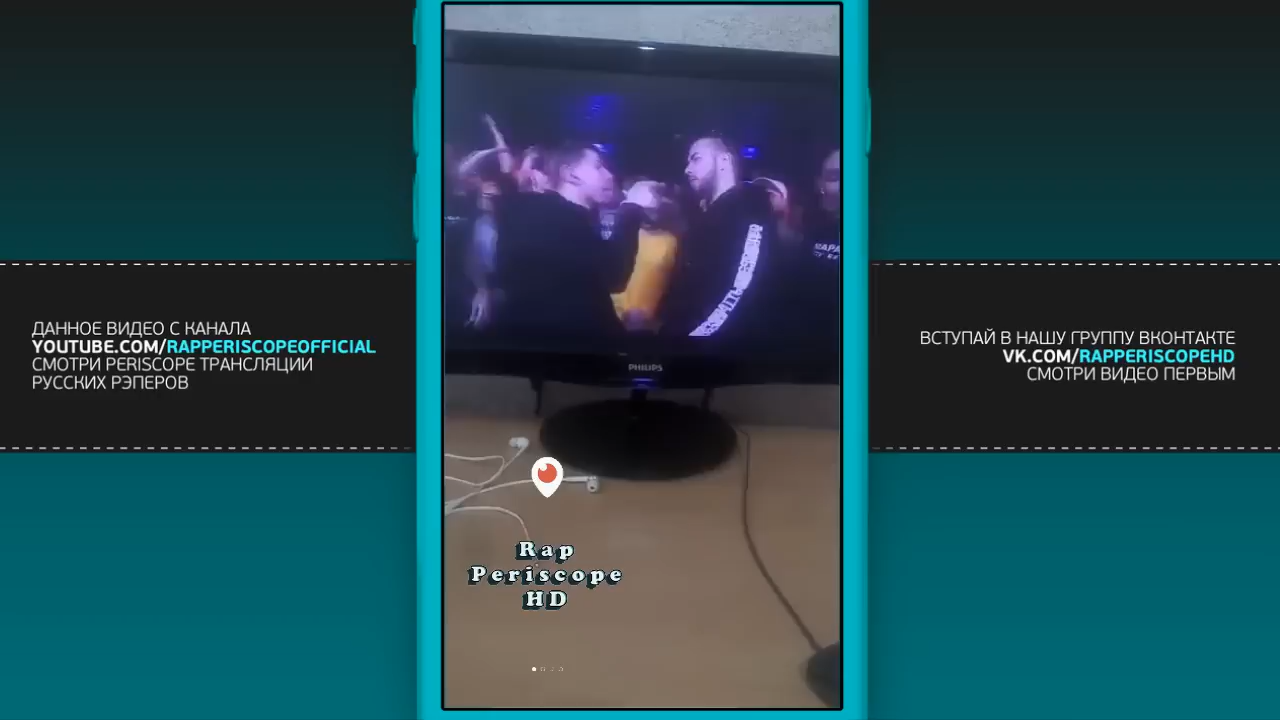 ДАННОЕ ВИДЕО С КАНАЛА
YOUTUBE.COM/RAPPERISCOPEOFFICIAL
СМОТРИ PERISCOPE ТРАНСЛЯЦИИ
РУССКИХ РЭПЕРОВ
ВСТУПАЙ В НАШУ ГРУППУ ВКОНТАКТЕ
VK.COM/RAPPERISCOPEHD
СМОТРИ ВИДЕО ПЕРВЫМ
PHILIPS
Rap
Periscope
HD